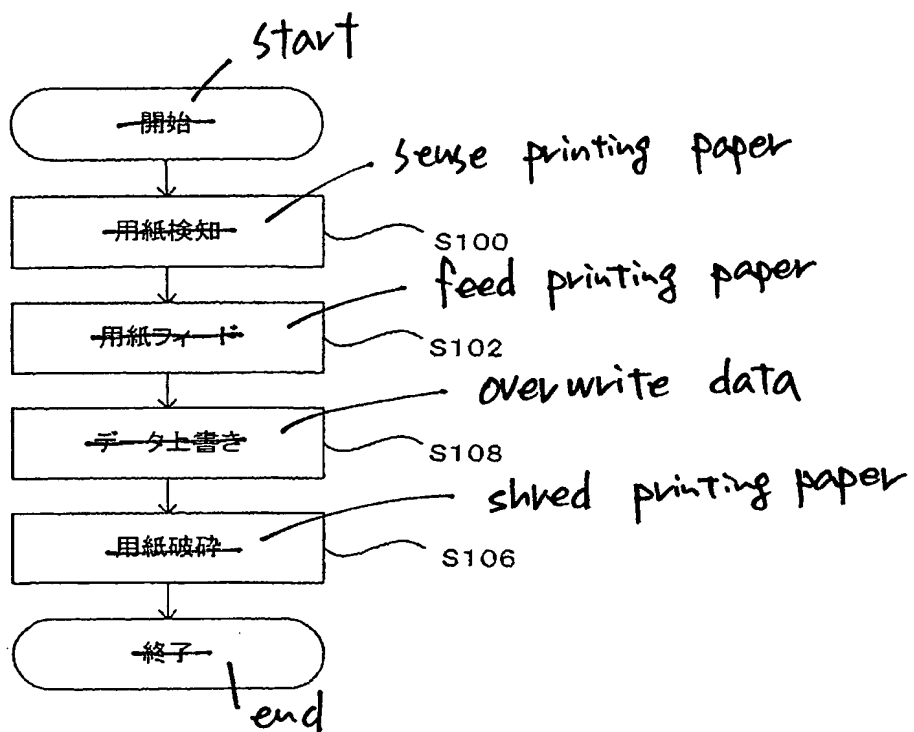 start
開始
sense printing paper
用紙検知
S100
feed printing paper
用紙フィード
S102
overwrite data
データ上書き
S108
shred printing paper
用紙破砕
S106
終了
end